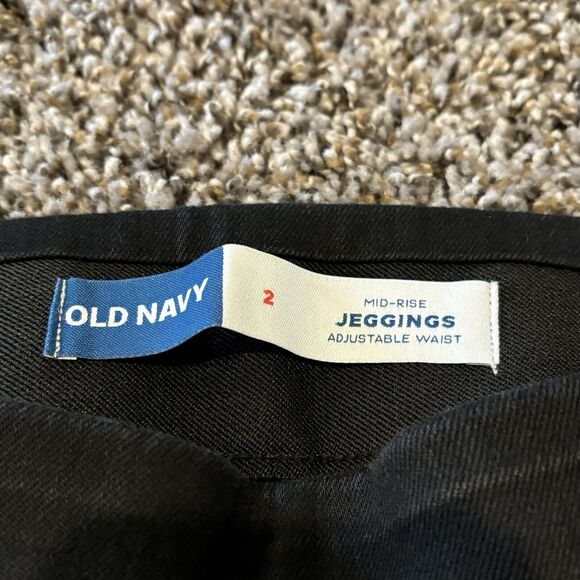 OLD NAVY
2
MID-RISE
JEGGINGS
ADJUSTABLE WAIST